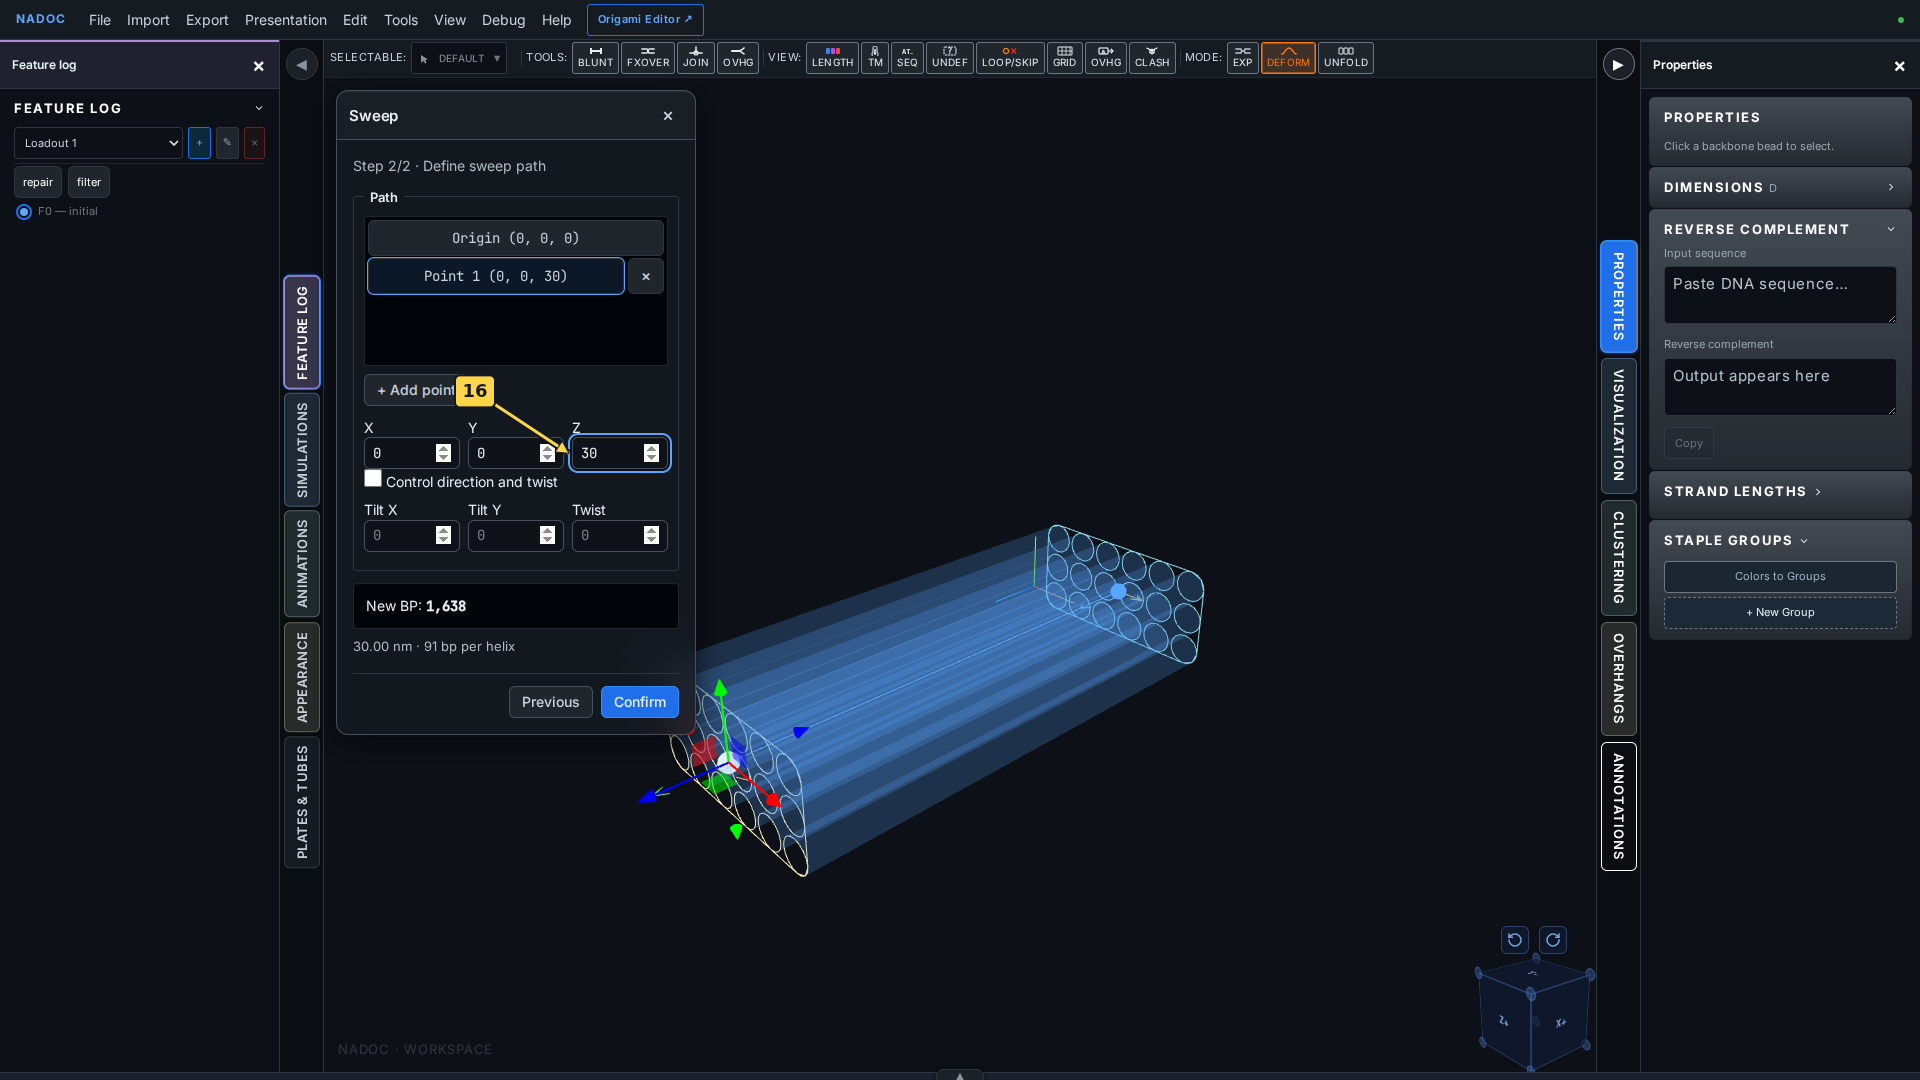 NADOC File Import Export Presentation Edit Tools View Debug Help Origami Editor ↗
Feature log ×
SELECTABLE: DEFAULT ▾ TOOLS: BLUNT FXOVER JOIN OVHG VIEW: LENGTH TM SEQ UNDEF LOOP/SKIP GRID OVHG CLASH MODE: EXP DEFORM UNFOLD
FEATURE LOG
Loadout 1
+ ✎ ×
repair filter
F0 — initial
FEATURE LOG
SIMULATIONS
ANIMATIONS
APPEARANCE
PLATES & TUBES
Sweep ×
Step 2/2 · Define sweep path
Path
Origin (0, 0, 0)
Point 1 (0, 0, 30) ×
+ Add point
16
X Y Z
0 0 30
Control direction and twist
Tilt X Tilt Y Twist
0 0 0
New BP: 1,638
30.00 nm · 91 bp per helix
Previous Confirm
NADOC · WORKSPACE
Z+ X+
PROPERTIES
VISUALIZATION
CLUSTERING
OVERHANGS
ANNOTATIONS
Properties ×
PROPERTIES
Click a backbone bead to select.
DIMENSIONS D
REVERSE COMPLEMENT
Input sequence
Paste DNA sequence…
Reverse complement
Output appears here
Copy
STRAND LENGTHS
STAPLE GROUPS
Colors to Groups
+ New Group